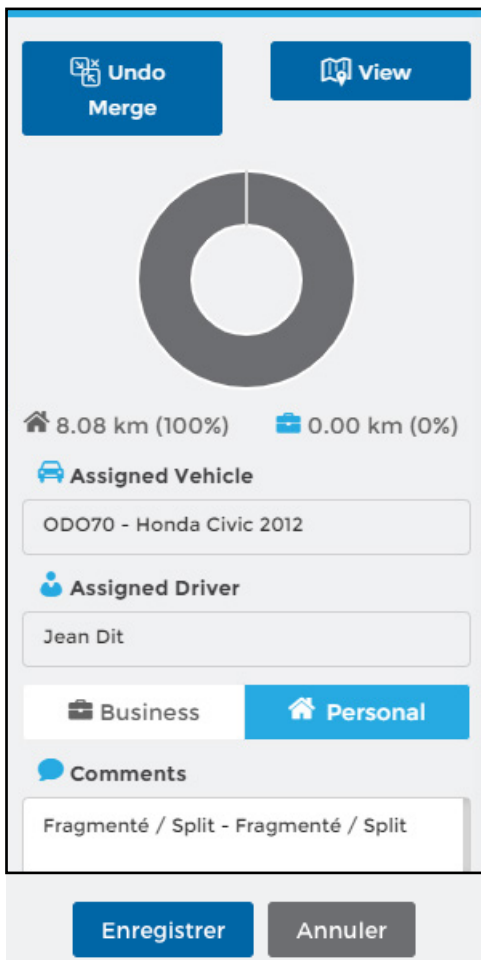 Undo
Merge
View
8.08 km (100%)
0.00 km (0%)
Assigned Vehicle
ODO70 - Honda Civic 2012
Assigned Driver
Jean Dit
Business
Personal
Comments
Fragmenté / Split - Fragmenté / Split
Enregistrer
Annuler